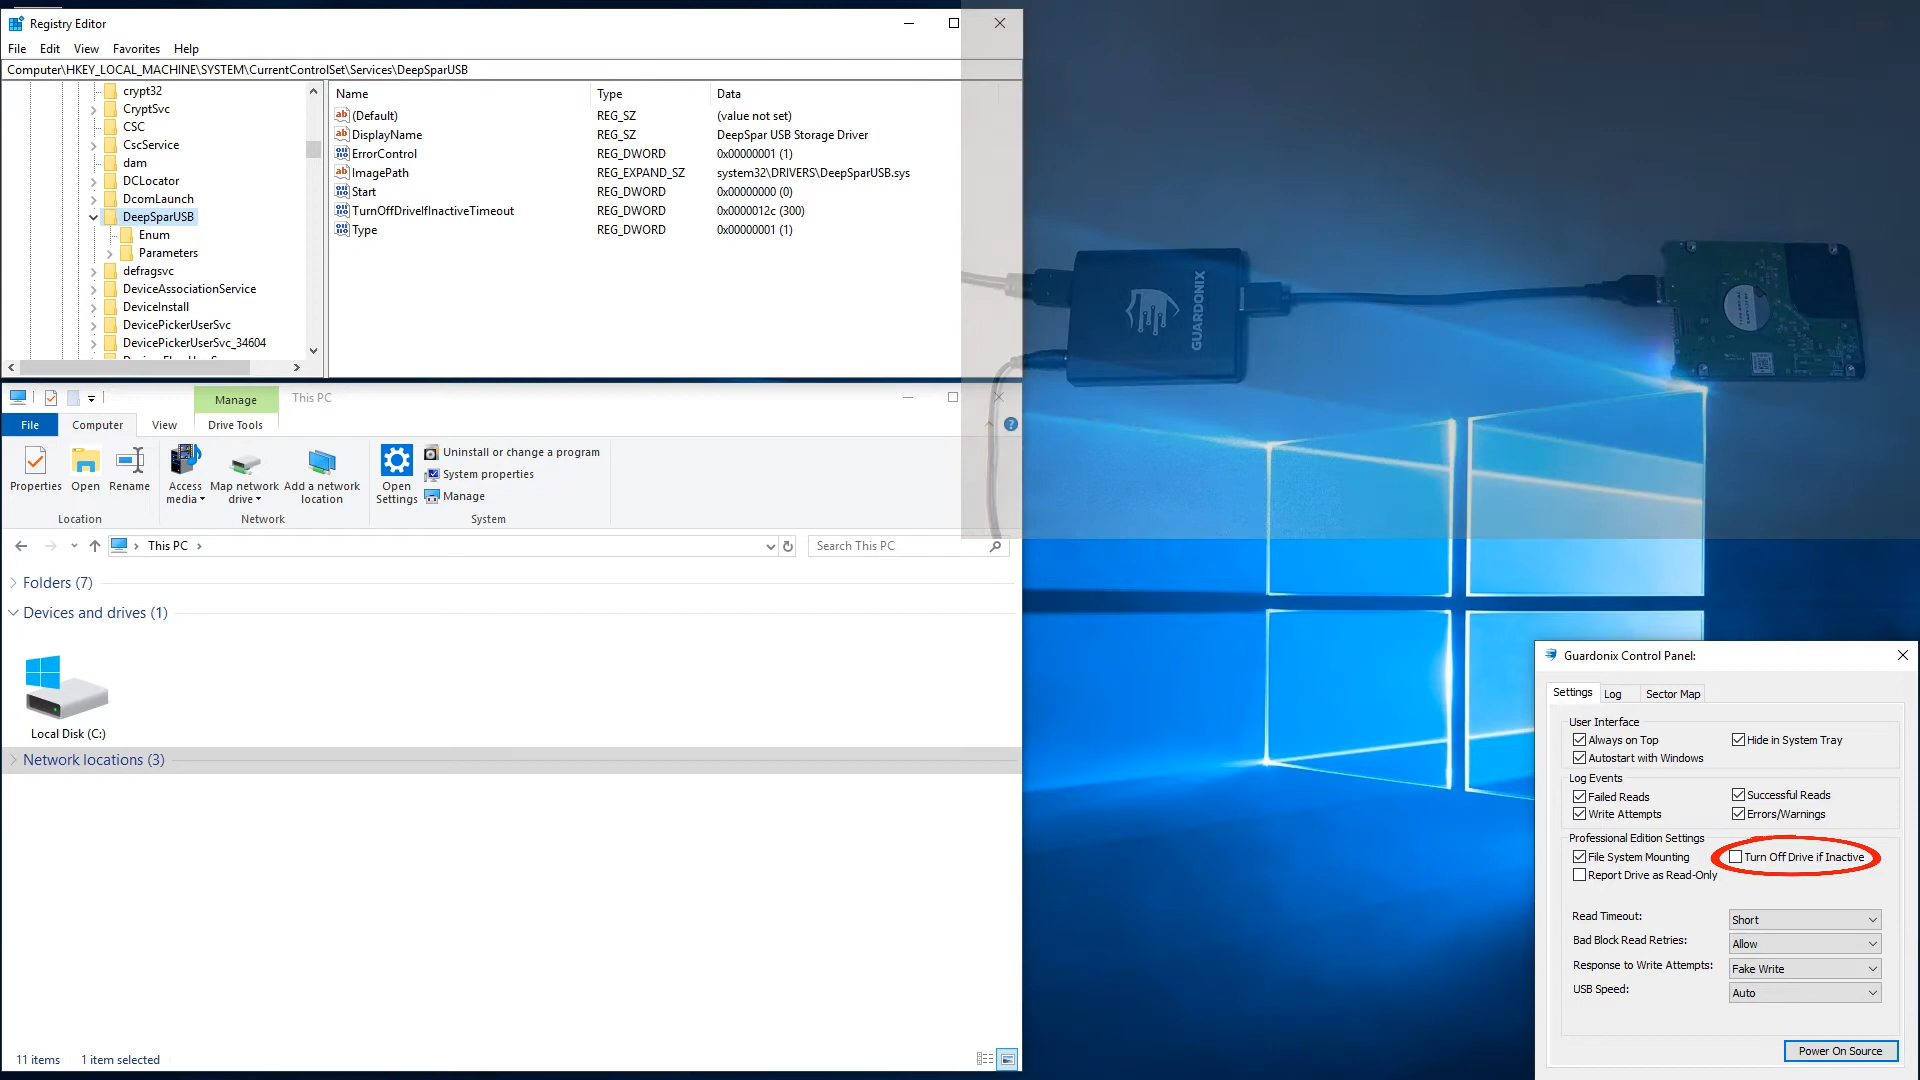 Registry Editor
File Edit View Favorites Help
Computer\HKEY_LOCAL_MACHINE\SYSTEM\CurrentControlSet\Services\DeepSparUSB
crypt32
CryptSvc
CSC
CscService
dam
DCLocator
DcomLaunch
DeepSparUSB
Enum
Parameters
defragsvc
DeviceAssociationService
DeviceInstall
DevicePickerUserSvc
DevicePickerUserSvc_34604
Name Type Data
(Default) REG_SZ (value not set)
DisplayName REG_SZ DeepSpar USB Storage Driver
ErrorControl REG_DWORD 0x00000001 (1)
ImagePath REG_EXPAND_SZ system32\DRIVERS\DeepSparUSB.sys
Start REG_DWORD 0x00000000 (0)
TurnOffDriveIfInactiveTimeout REG_DWORD 0x0000012c (300)
Type REG_DWORD 0x00000001 (1)
GUARDONIX
Manage This PC
File Computer View Drive Tools
Properties Open Rename
Location
Access media Map network drive Add a network location
Network
Open Settings
Uninstall or change a program
System properties
Manage
System
This PC
Search This PC
Folders (7)
Devices and drives (1)
Local Disk (C:)
Network locations (3)
11 items 1 item selected
Guardonix Control Panel:
Settings Log Sector Map
User Interface
Always on Top Hide in System Tray
Autostart with Windows
Log Events
Failed Reads Successful Reads
Write Attempts Errors/Warnings
Professional Edition Settings
File System Mounting Turn Off Drive if Inactive
Report Drive as Read-Only
Read Timeout: Short
Bad Block Read Retries: Allow
Response to Write Attempts: Fake Write
USB Speed: Auto
Power On Source